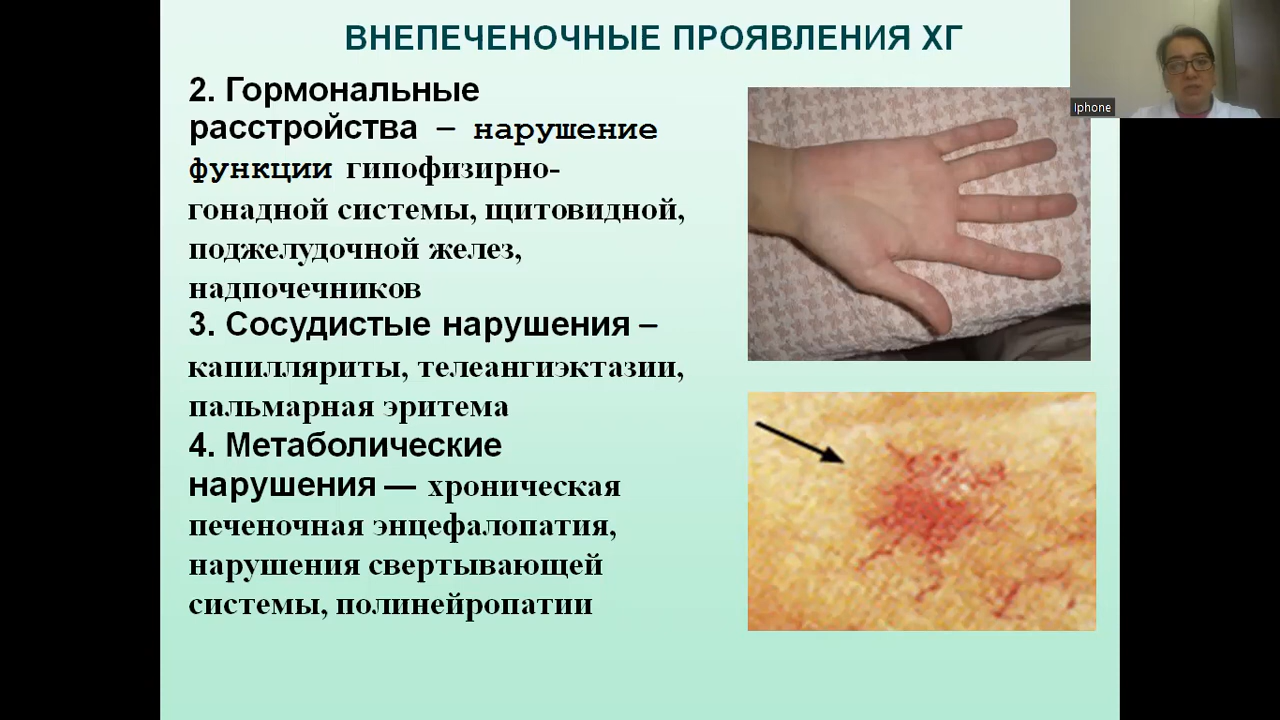 ВНЕПЕЧЕНОЧНЫЕ ПРОЯВЛЕНИЯ ХГ
2. Гормональные
расстройства – нарушение
функции гипофизирно-
гонадной системы, щитовидной,
поджелудочной желез,
надпочечников
3. Сосудистые нарушения –
капилляриты, телеангиэктазии,
пальмарная эритема
4. Метаболические
нарушения — хроническая
печеночная энцефалопатия,
нарушения свертывающей
системы, полинейропатии
Iphone